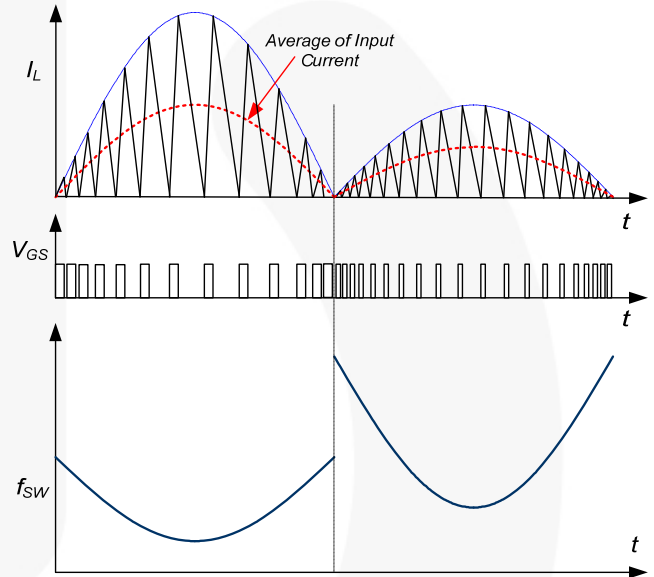 Average of Input
Current
I_L
t
V_GS
t
f_SW
t